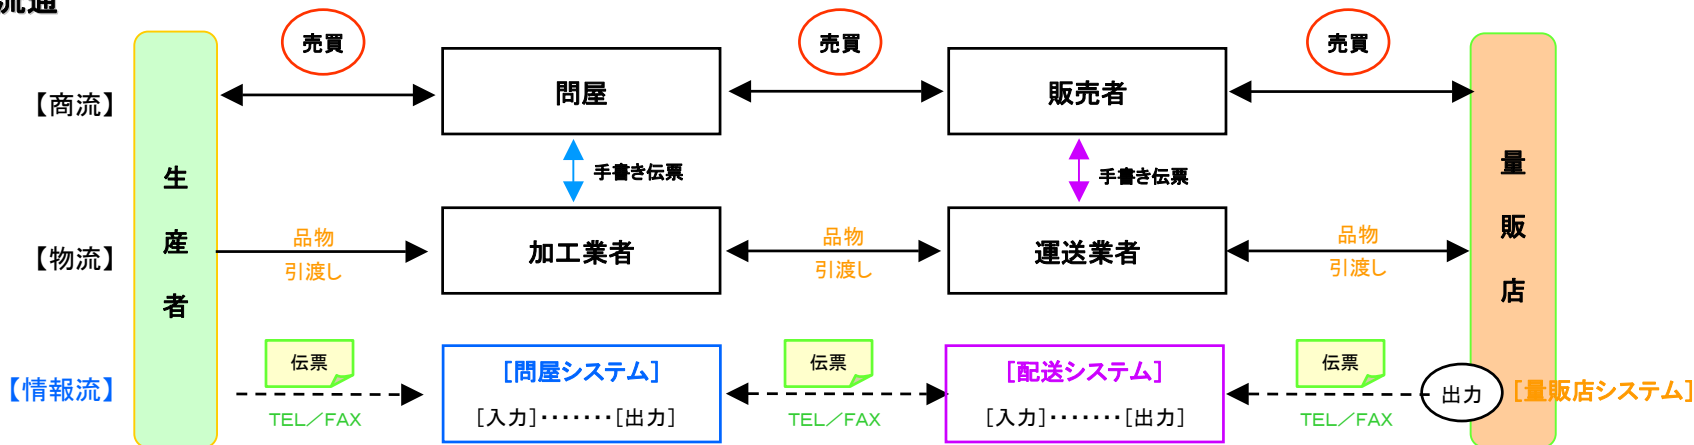 流通
売買
売買
売買
【商流】
問屋
販売者
手書き伝票
手書き伝票
生産者
量販店
【物流】
品物
引渡し
加工業者
品物
引渡し
運送業者
品物
引渡し
【情報流】
伝票
TEL／FAX
[問屋システム]
[入力]・・・・・・・[出力]
伝票
TEL／FAX
[配送システム]
[入力]・・・・・・・[出力]
伝票
TEL／FAX
出力
[量販店システム]